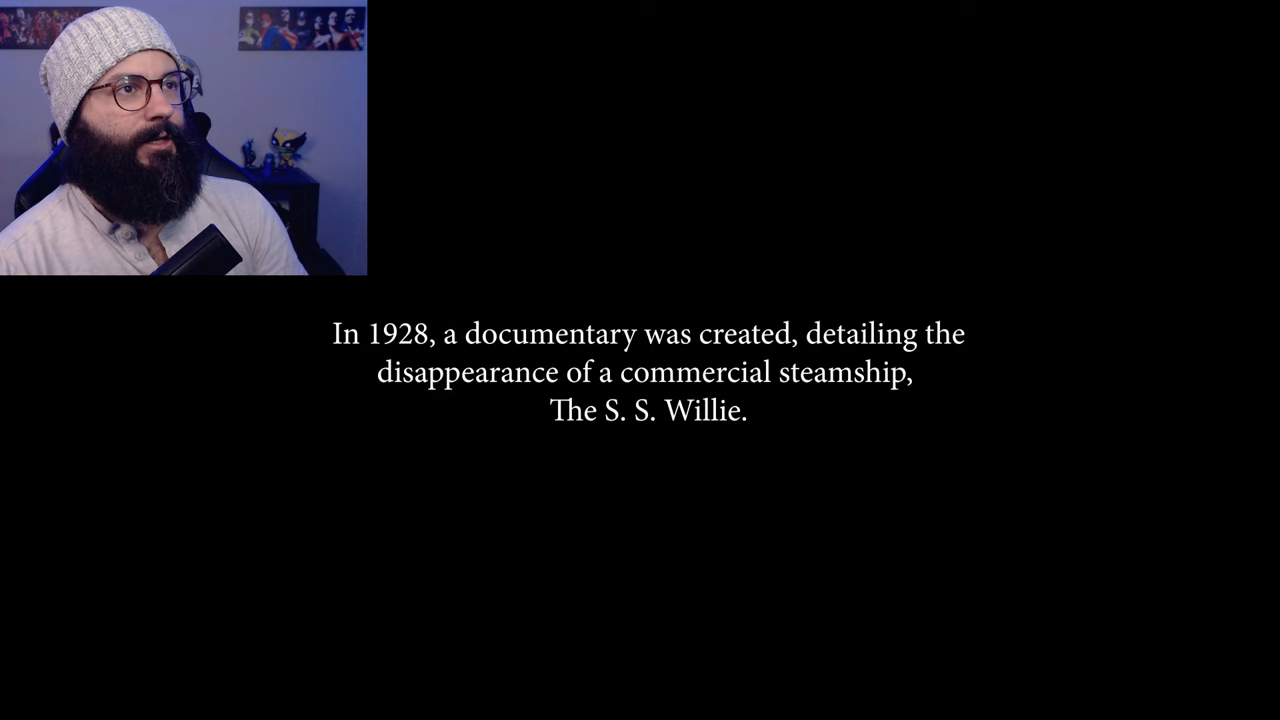 In 1928, a documentary was created, detailing the
disappearance of a commercial steamship,
The S. S. Willie.